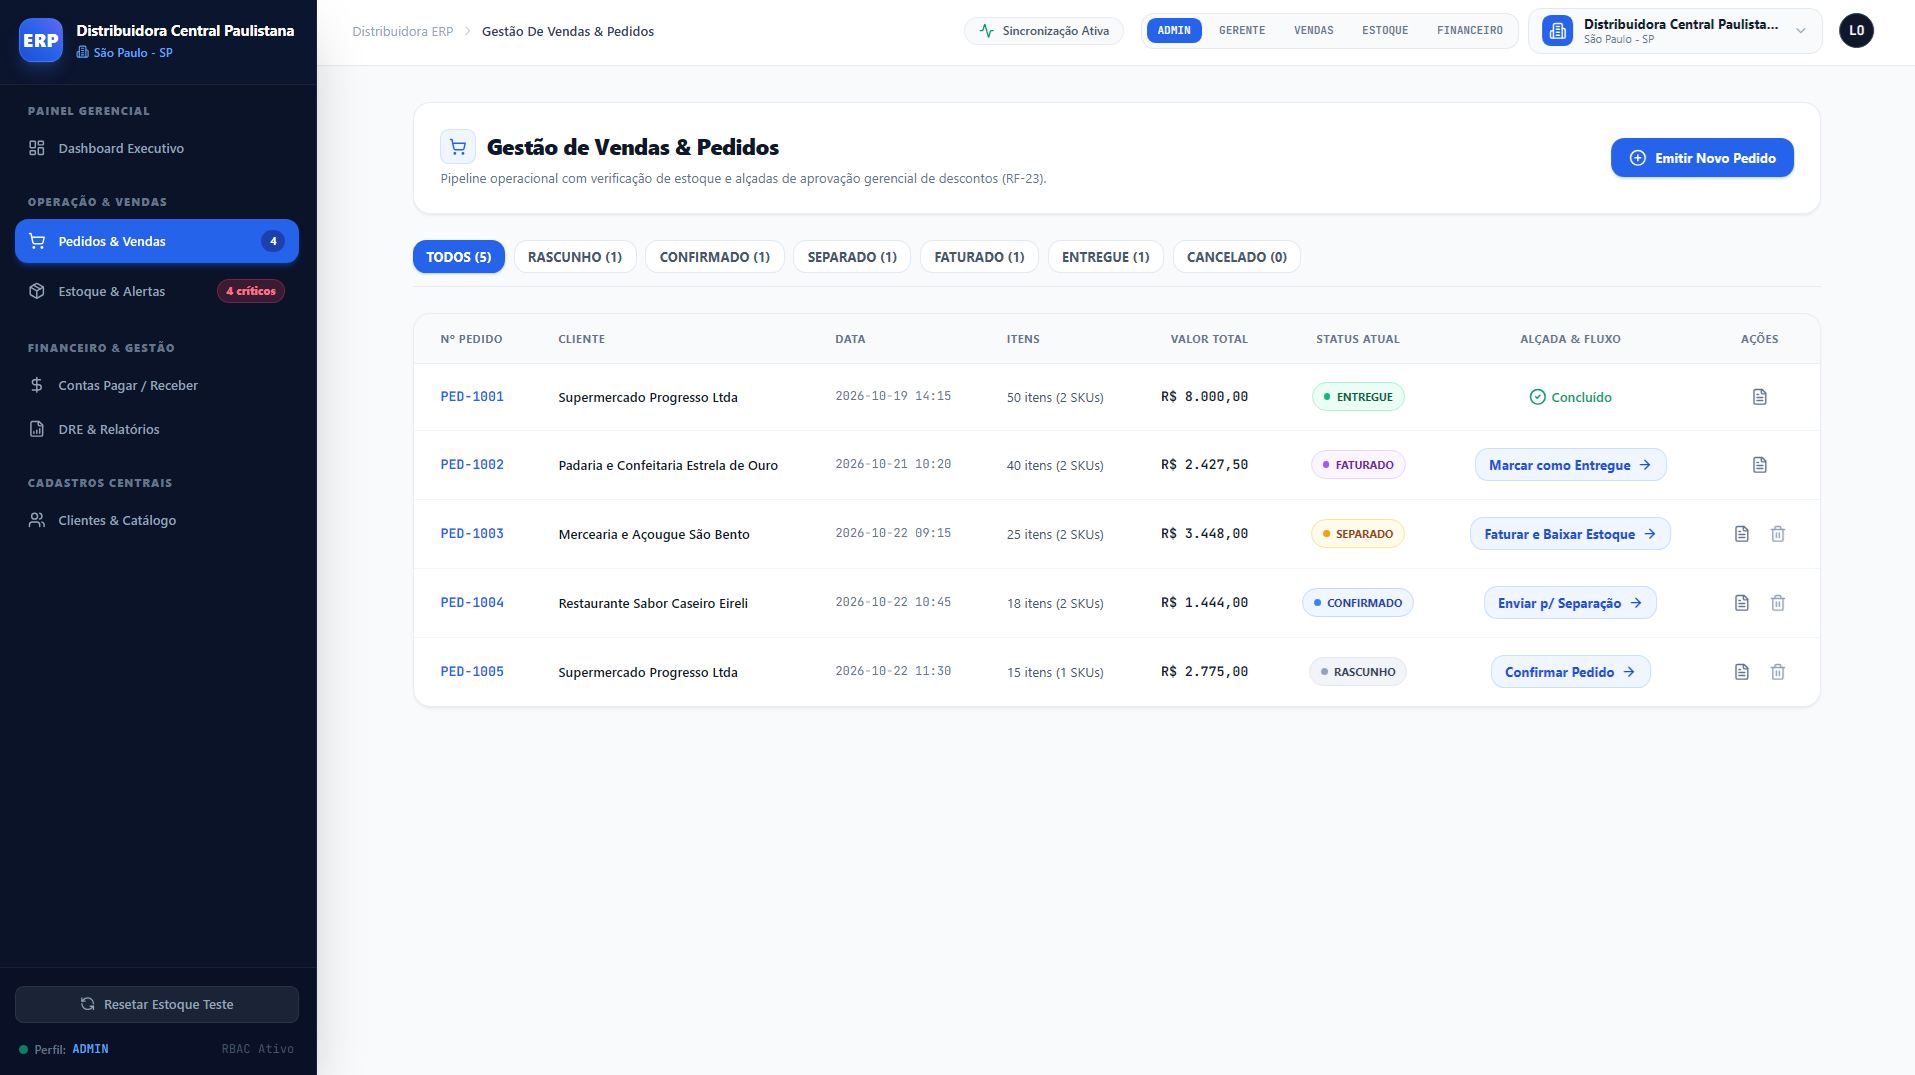 ERP
Distribuidora Central Paulistana
São Paulo - SP
PAINEL GERENCIAL
Dashboard Executivo
OPERAÇÃO & VENDAS
Pedidos & Vendas 4
Estoque & Alertas 4 críticos
FINANCEIRO & GESTÃO
Contas Pagar / Receber
DRE & Relatórios
CADASTROS CENTRAIS
Clientes & Catálogo
Resetar Estoque Teste
Perfil: ADMIN RBAC Ativo
Distribuidora ERP > Gestão De Vendas & Pedidos
Sincronização Ativa
ADMIN GERENTE VENDAS ESTOQUE FINANCEIRO
Distribuidora Central Paulista...
São Paulo - SP
LO
Gestão de Vendas & Pedidos
Pipeline operacional com verificação de estoque e alçadas de aprovação gerencial de descontos (RF-23).
Emitir Novo Pedido
TODOS (5) RASCUNHO (1) CONFIRMADO (1) SEPARADO (1) FATURADO (1) ENTREGUE (1) CANCELADO (0)
Nº PEDIDO CLIENTE DATA ITENS VALOR TOTAL STATUS ATUAL ALÇADA & FLUXO AÇÕES
PED-1001 Supermercado Progresso Ltda 2026-10-19 14:15 50 itens (2 SKUs) R$ 8.000,00 ENTREGUE Concluído
PED-1002 Padaria e Confeitaria Estrela de Ouro 2026-10-21 10:20 40 itens (2 SKUs) R$ 2.427,50 FATURADO Marcar como Entregue
PED-1003 Mercearia e Açougue São Bento 2026-10-22 09:15 25 itens (2 SKUs) R$ 3.448,00 SEPARADO Faturar e Baixar Estoque
PED-1004 Restaurante Sabor Caseiro Eireli 2026-10-22 10:45 18 itens (2 SKUs) R$ 1.444,00 CONFIRMADO Enviar p/ Separação
PED-1005 Supermercado Progresso Ltda 2026-10-22 11:30 15 itens (1 SKUs) R$ 2.775,00 RASCUNHO Confirmar Pedido